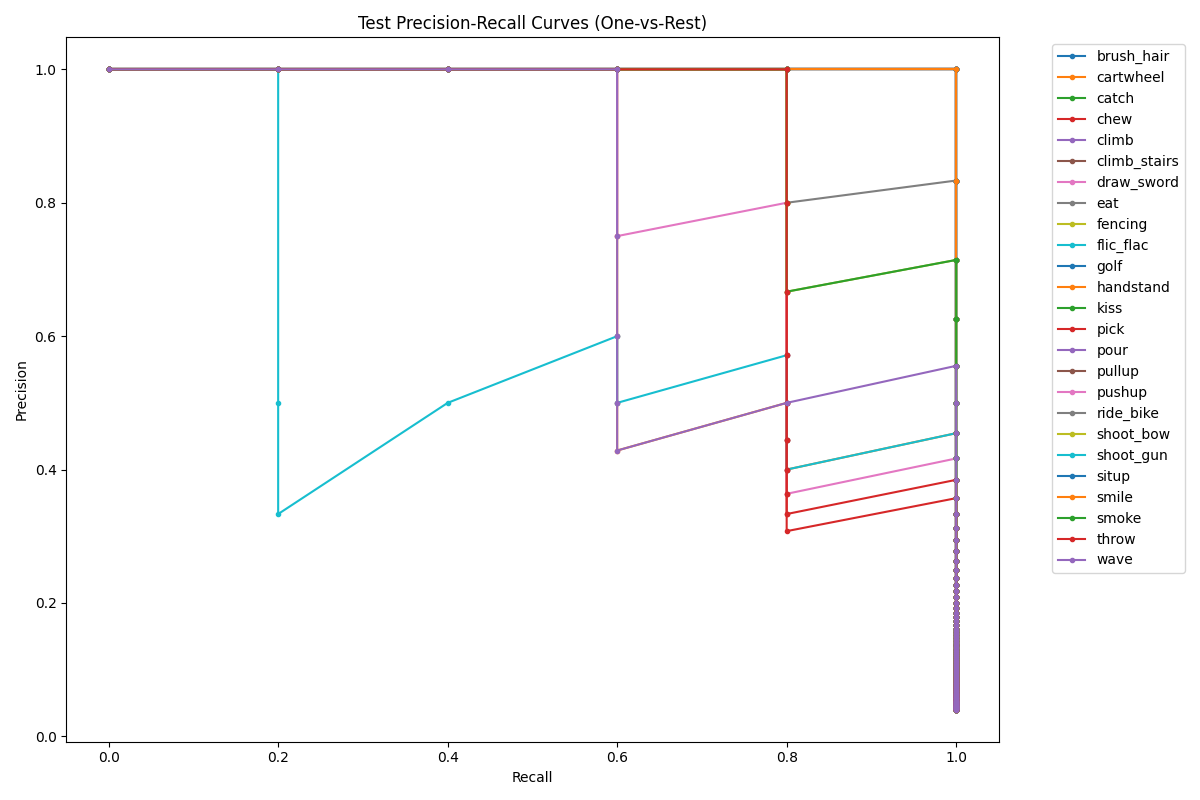 Test Precision-Recall Curves (One-vs-Rest)
Precision
1.0
0.8
0.6
0.4
0.2
0.0
0.0 0.2 0.4 0.6 0.8 1.0
Recall
brush_hair
cartwheel
catch
chew
climb
climb_stairs
draw_sword
eat
fencing
flic_flac
golf
handstand
kiss
pick
pour
pullup
pushup
ride_bike
shoot_bow
shoot_gun
situp
smile
smoke
throw
wave